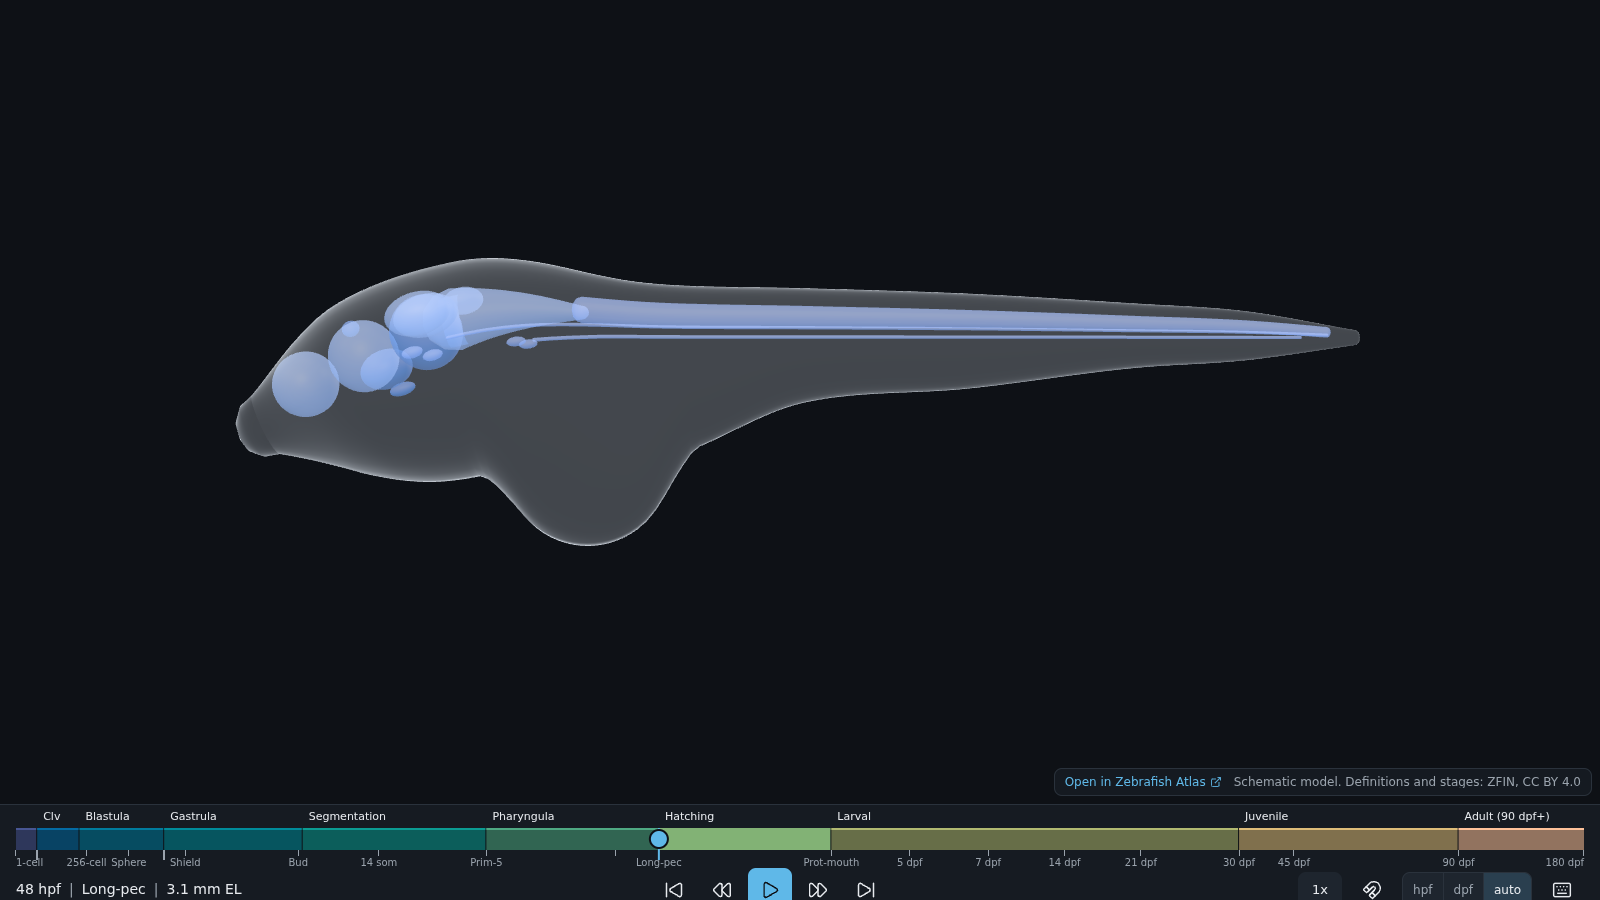 Open in Zebrafish Atlas Schematic model. Definitions and stages: ZFIN, CC BY 4.0
Clv Blastula Gastrula Segmentation Pharyngula Hatching Larval Juvenile Adult (90 dpf+)
1-cell 256-cell Sphere Shield Bud 14 som Prim-5 Long-pec Prot-mouth 5 dpf 7 dpf 14 dpf 21 dpf 30 dpf 45 dpf 90 dpf 180 dpf
48 hpf | Long-pec | 3.1 mm EL 1x hpf dpf auto